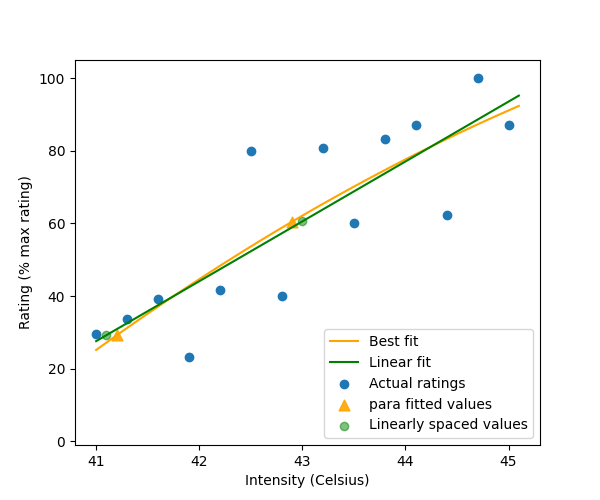 100
80
60
40
20
0
Rating (% max rating)
Best fit
Linear fit
Actual ratings
para fitted values
Linearly spaced values
41 42 43 44 45
Intensity (Celsius)